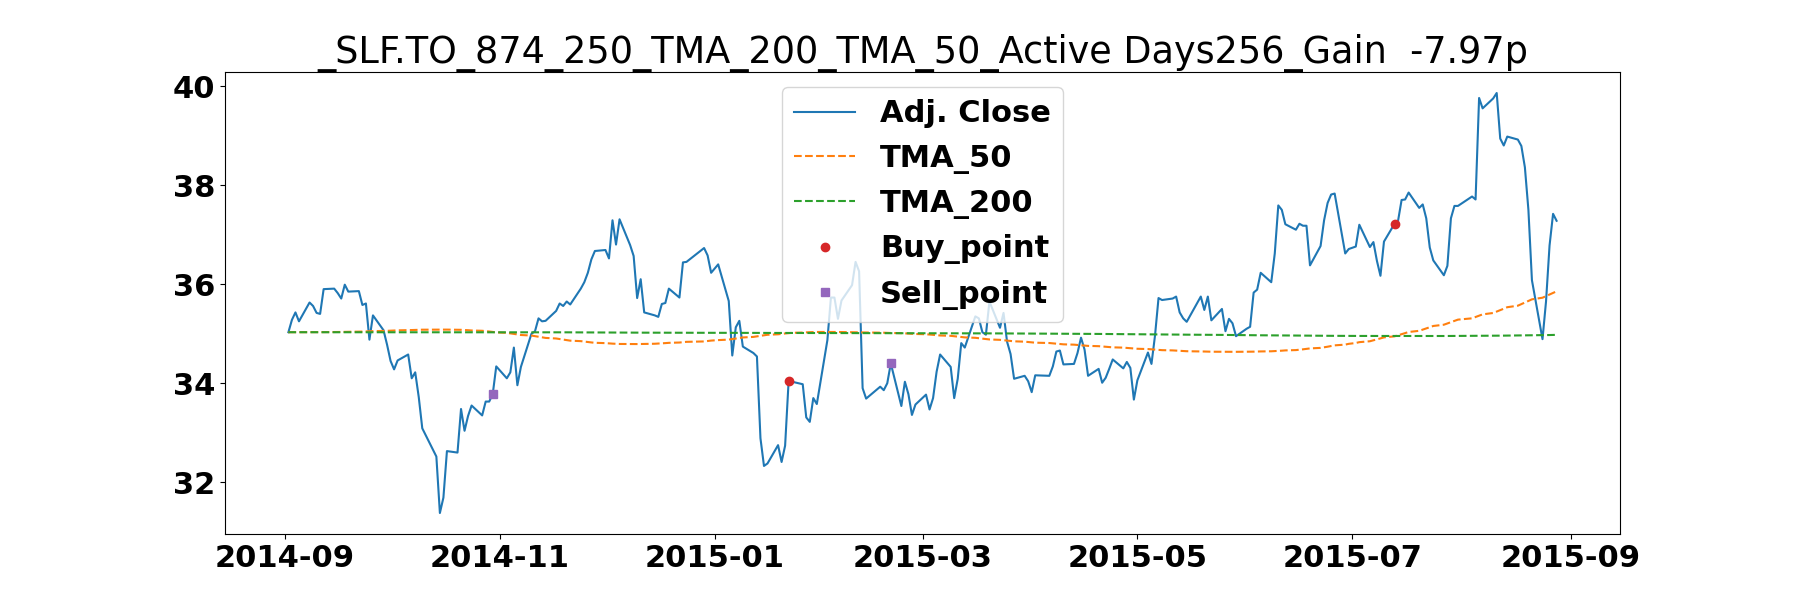 _SLF.TO_874_250_TMA_200_TMA_50_Active Days256_Gain  -7.97p
40
38
36
34
32
Adj. Close
TMA_50
TMA_200
Buy_point
Sell_point
2014-09 2014-11 2015-01 2015-03 2015-05 2015-07 2015-09